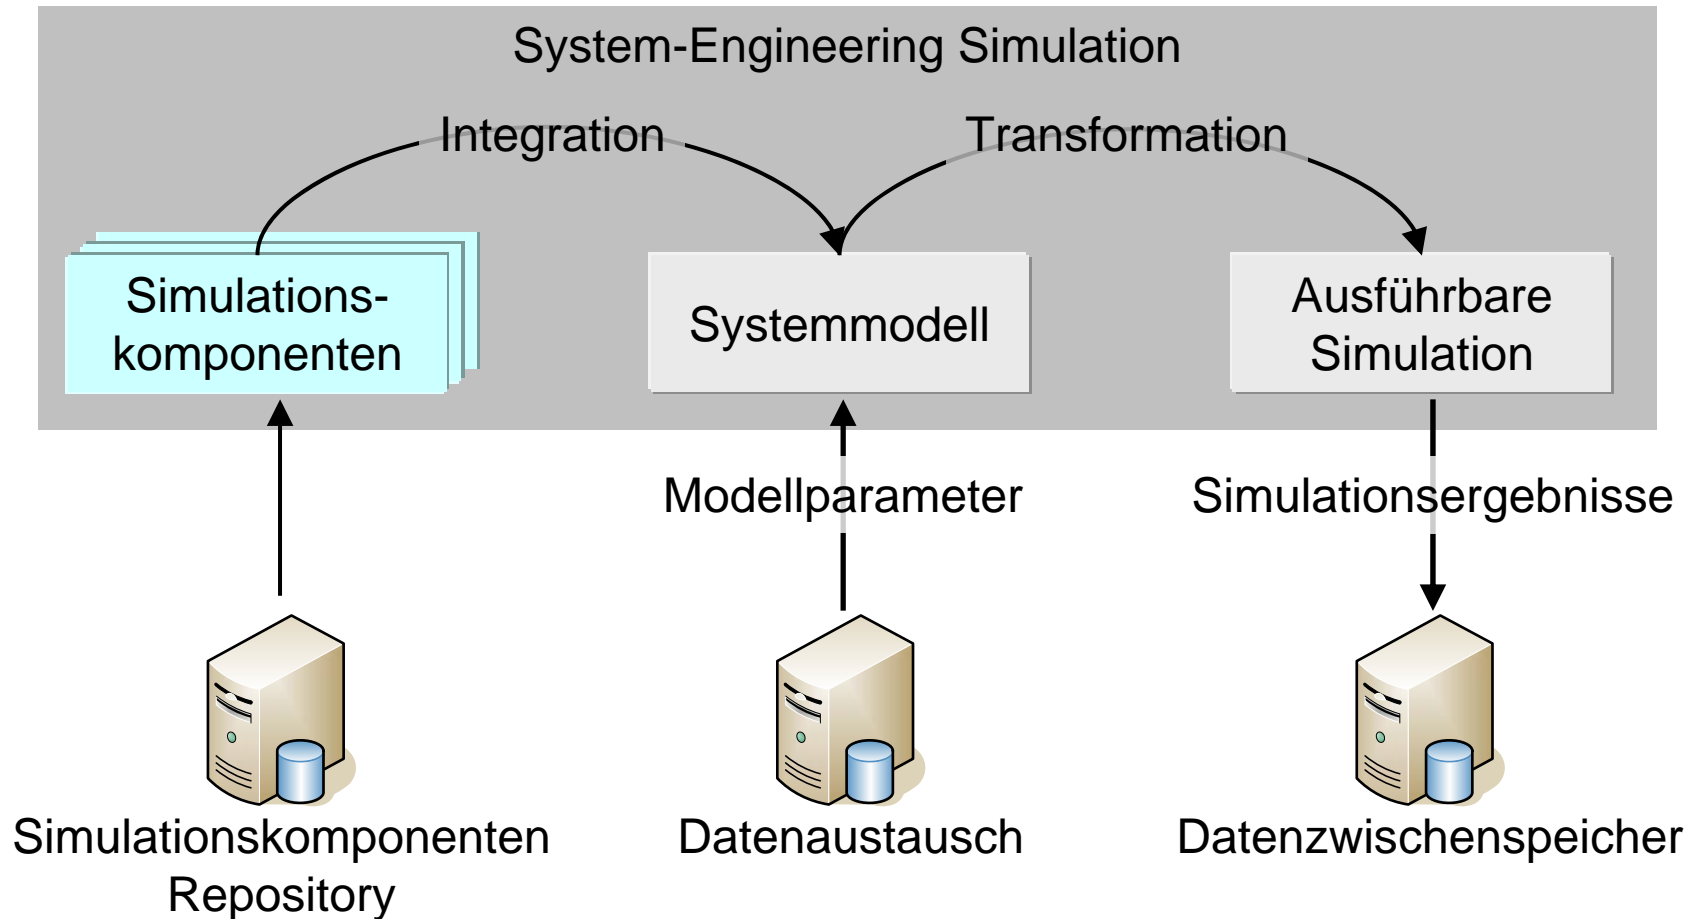 System-Engineering Simulation
Integration
Transformation
Simulations-
komponenten
Systemmodell
Ausführbare
Simulation
Modellparameter
Simulationsergebnisse
Simulationskomponenten
Repository
Datenaustausch
Datenzwischenspeicher